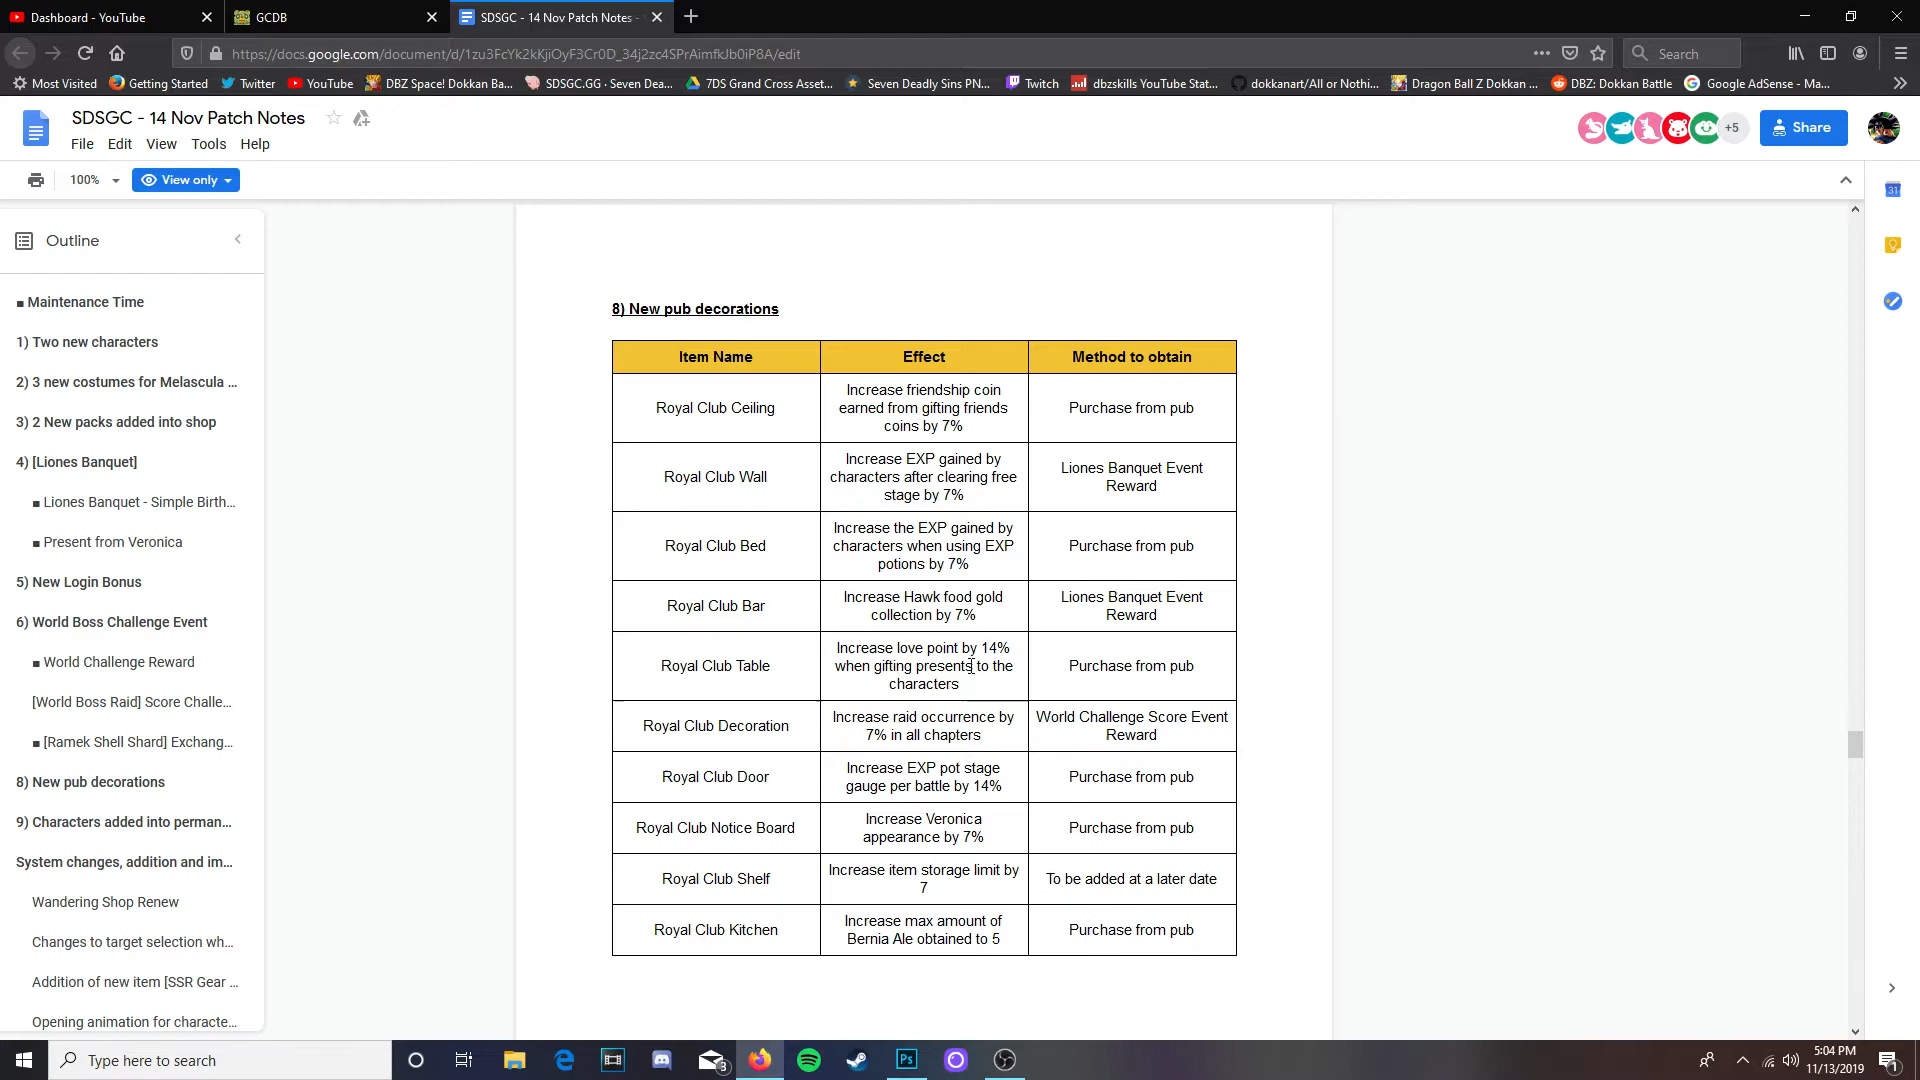 Dashboard - YouTube
GCDB
SDSGC - 14 Nov Patch Notes -
https://docs.google.com/document/d/1zu3FcYk2kKjiOyF3Cr0D_34j2zc4SPrAimfkJb0iP8A/edit
Search
Most Visited
Getting Started
Twitter
YouTube
DBZ Space! Dokkan Ba...
SDSGC.GG - Seven Dea...
7DS Grand Cross Asset...
Seven Deadly Sins PN...
Twitch
dbzskills YouTube Stat...
dokkanart/All or Nothi...
Dragon Ball Z Dokkan ...
DBZ: Dokkan Battle
Google AdSense - Ma...
SDSGC - 14 Nov Patch Notes
File Edit View Tools Help
+5
Share
100%
View only
31
Outline
■ Maintenance Time
1) Two new characters
2) 3 new costumes for Melascula ...
3) 2 New packs added into shop
4) [Liones Banquet]
■ Liones Banquet - Simple Birth...
■ Present from Veronica
5) New Login Bonus
6) World Boss Challenge Event
■ World Challenge Reward
[World Boss Raid] Score Challe...
■ [Ramek Shell Shard] Exchang...
8) New pub decorations
9) Characters added into perman...
System changes, addition and im...
Wandering Shop Renew
Changes to target selection wh...
Addition of new item [SSR Gear ...
Opening animation for characte...
8) New pub decorations
Item Name
Effect
Method to obtain
Royal Club Ceiling
Increase friendship coin
earned from gifting friends
coins by 7%
Purchase from pub
Royal Club Wall
Increase EXP gained by
characters after clearing free
stage by 7%
Liones Banquet Event
Reward
Royal Club Bed
Increase the EXP gained by
characters when using EXP
potions by 7%
Purchase from pub
Royal Club Bar
Increase Hawk food gold
collection by 7%
Liones Banquet Event
Reward
Royal Club Table
Increase love point by 14%
when gifting presents to the
characters
Purchase from pub
Royal Club Decoration
Increase raid occurrence by
7% in all chapters
World Challenge Score Event
Reward
Royal Club Door
Increase EXP pot stage
gauge per battle by 14%
Purchase from pub
Royal Club Notice Board
Increase Veronica
appearance by 7%
Purchase from pub
Royal Club Shelf
Increase item storage limit by
7
To be added at a later date
Royal Club Kitchen
Increase max amount of
Bernia Ale obtained to 5
Purchase from pub
Type here to search
3
Ps
5:04 PM
11/13/2019
1